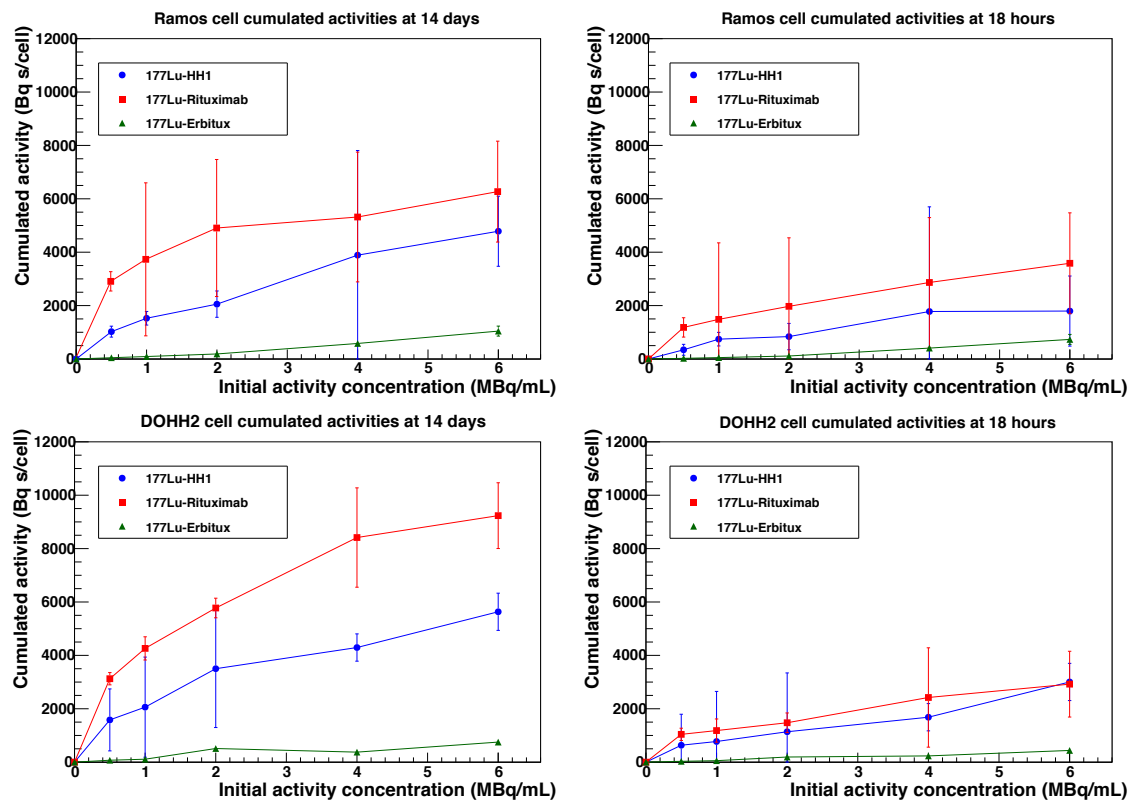 Ramos cell cumulated activities at 14 days
Cumulated activity (Bq s/cell)
12000
10000
8000
6000
4000
2000
0
177Lu-HH1
177Lu-Rituximab
177Lu-Erbitux
0 1 2 3 4 5 6
Initial activity concentration (MBq/mL)
Ramos cell cumulated activities at 18 hours
Cumulated activity (Bq s/cell)
12000
10000
8000
6000
4000
2000
0
177Lu-HH1
177Lu-Rituximab
177Lu-Erbitux
0 1 2 3 4 5 6
Initial activity concentration (MBq/mL)
DOHH2 cell cumulated activities at 14 days
Cumulated activity (Bq s/cell)
12000
10000
8000
6000
4000
2000
0
177Lu-HH1
177Lu-Rituximab
177Lu-Erbitux
0 1 2 3 4 5 6
Initial activity concentration (MBq/mL)
DOHH2 cell cumulated activities at 18 hours
Cumulated activity (Bq s/cell)
12000
10000
8000
6000
4000
2000
0
177Lu-HH1
177Lu-Rituximab
177Lu-Erbitux
0 1 2 3 4 5 6
Initial activity concentration (MBq/mL)